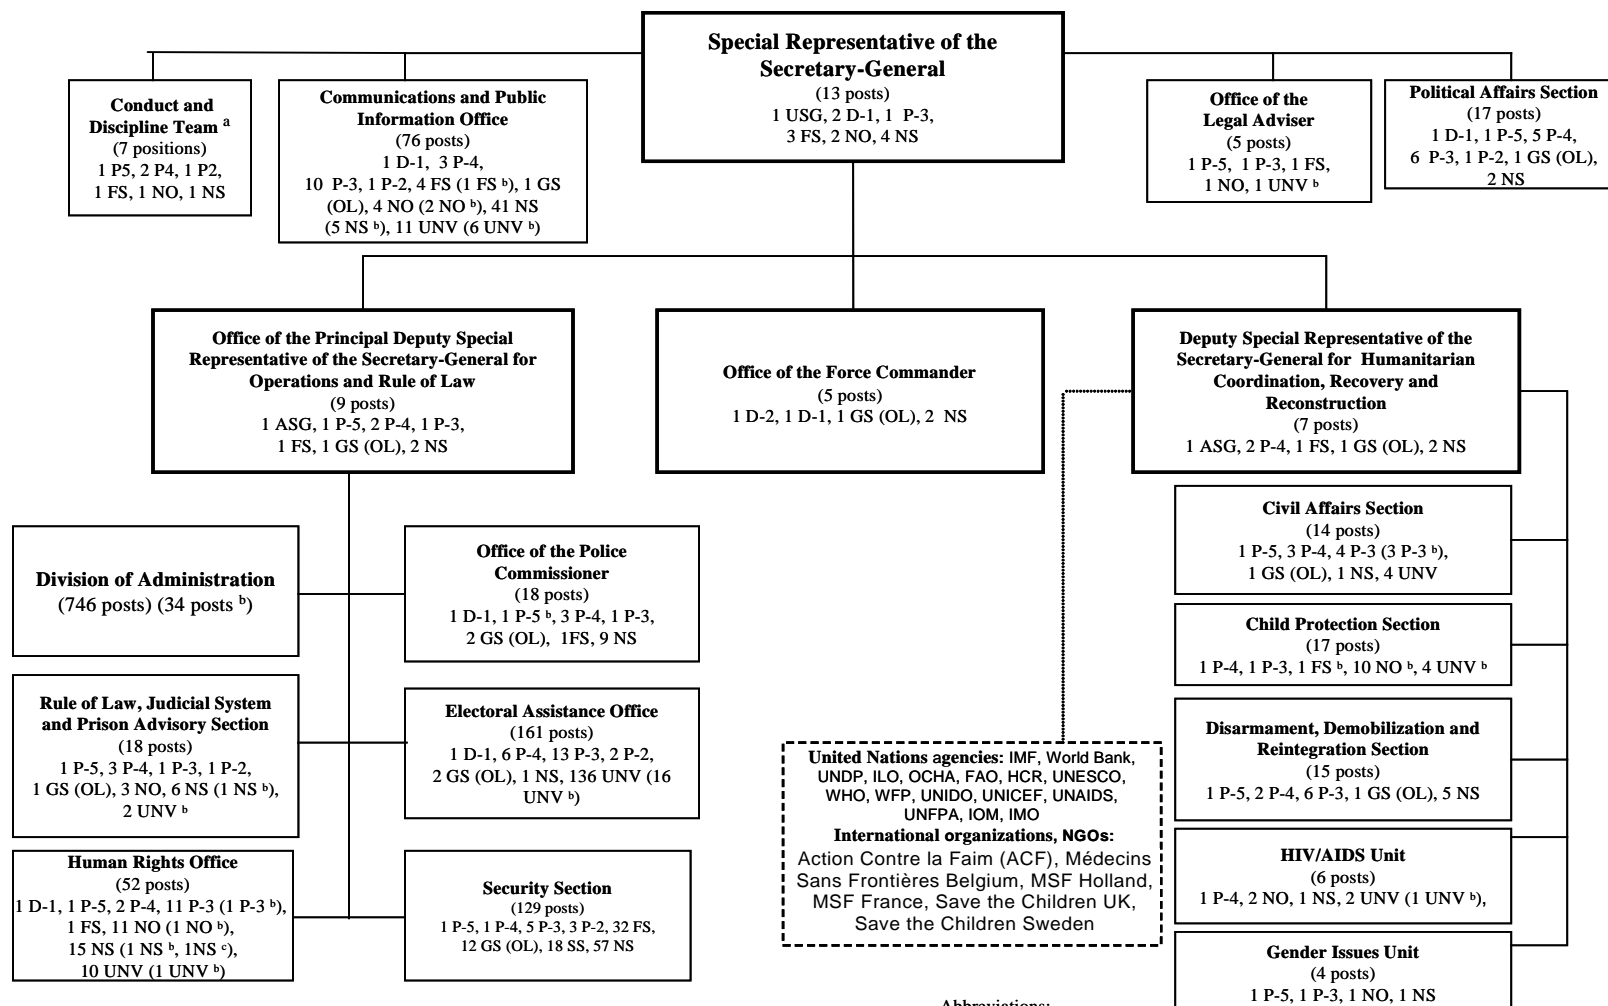 Special Representative of the
Secretary-General
(13 posts)
1 USG, 2 D-1, 1 P-3,
3 FS, 2 NO, 4 NS
Conduct and
Discipline Team ᵃ
(7 positions)
1 P5, 2 P4, 1 P2,
1 FS, 1 NO, 1 NS
Communications and Public
Information Office
(76 posts)
1 D-1, 3 P-4,
10 P-3, 1 P-2, 4 FS (1 FS ᵇ), 1 GS
(OL), 4 NO (2 NO ᵇ), 41 NS
(5 NS ᵇ), 11 UNV (6 UNV ᵇ)
Office of the
Legal Adviser
(5 posts)
1 P-5, 1 P-3, 1 FS,
1 NO, 1 UNV ᵇ
Political Affairs Section
(17 posts)
1 D-1, 1 P-5, 5 P-4,
6 P-3, 1 P-2, 1 GS (OL),
2 NS
Office of the Principal Deputy Special
Representative of the Secretary-General for
Operations and Rule of Law
(9 posts)
1 ASG, 1 P-5, 2 P-4, 1 P-3,
1 FS, 1 GS (OL), 2 NS
Office of the Force Commander
(5 posts)
1 D-2, 1 D-1, 1 GS (OL), 2 NS
Deputy Special Representative of the
Secretary-General for Humanitarian
Coordination, Recovery and
Reconstruction
(7 posts)
1 ASG, 2 P-4, 1 FS, 1 GS (OL), 2 NS
Division of Administration
(746 posts) (34 posts ᵇ)
Office of the Police
Commissioner
(18 posts)
1 D-1, 1 P-5 ᵇ, 3 P-4, 1 P-3,
2 GS (OL), 1FS, 9 NS
Rule of Law, Judicial System
and Prison Advisory Section
(18 posts)
1 P-5, 3 P-4, 1 P-3, 1 P-2,
1 GS (OL), 3 NO, 6 NS (1 NS ᵇ),
2 UNV ᵇ
Electoral Assistance Office
(161 posts)
1 D-1, 6 P-4, 13 P-3, 2 P-2,
2 GS (OL), 1 NS, 136 UNV (16
UNV ᵇ)
Human Rights Office
(52 posts)
1 D-1, 1 P-5, 2 P-4, 11 P-3 (1 P-3 ᵇ),
1 FS, 11 NO (1 NO ᵇ),
15 NS (1 NS ᵇ, 1NS ᶜ),
10 UNV (1 UNV ᵇ)
Security Section
(129 posts)
1 P-5, 1 P-4, 5 P-3, 3 P-2, 32 FS,
12 GS (OL), 18 SS, 57 NS
United Nations agencies: IMF, World Bank,
UNDP, ILO, OCHA, FAO, HCR, UNESCO,
WHO, WFP, UNIDO, UNICEF, UNAIDS,
UNFPA, IOM, IMO
International organizations, NGOs:
Action Contre la Faim (ACF), Médecins
Sans Frontières Belgium, MSF Holland,
MSF France, Save the Children UK,
Save the Children Sweden
Civil Affairs Section
(14 posts)
1 P-5, 3 P-4, 4 P-3 (3 P-3 ᵇ),
1 GS (OL), 1 NS, 4 UNV
Child Protection Section
(17 posts)
1 P-4, 1 P-3, 1 FS ᵇ, 10 NO ᵇ, 4 UNV ᵇ
Disarmament, Demobilization and
Reintegration Section
(15 posts)
1 P-5, 2 P-4, 6 P-3, 1 GS (OL), 5 NS
HIV/AIDS Unit
(6 posts)
1 P-4, 2 NO, 1 NS, 2 UNV (1 UNV ᵇ),
Gender Issues Unit
(4 posts)
1 P-5, 1 P-3, 1 NO, 1 NS
Abbreviations: